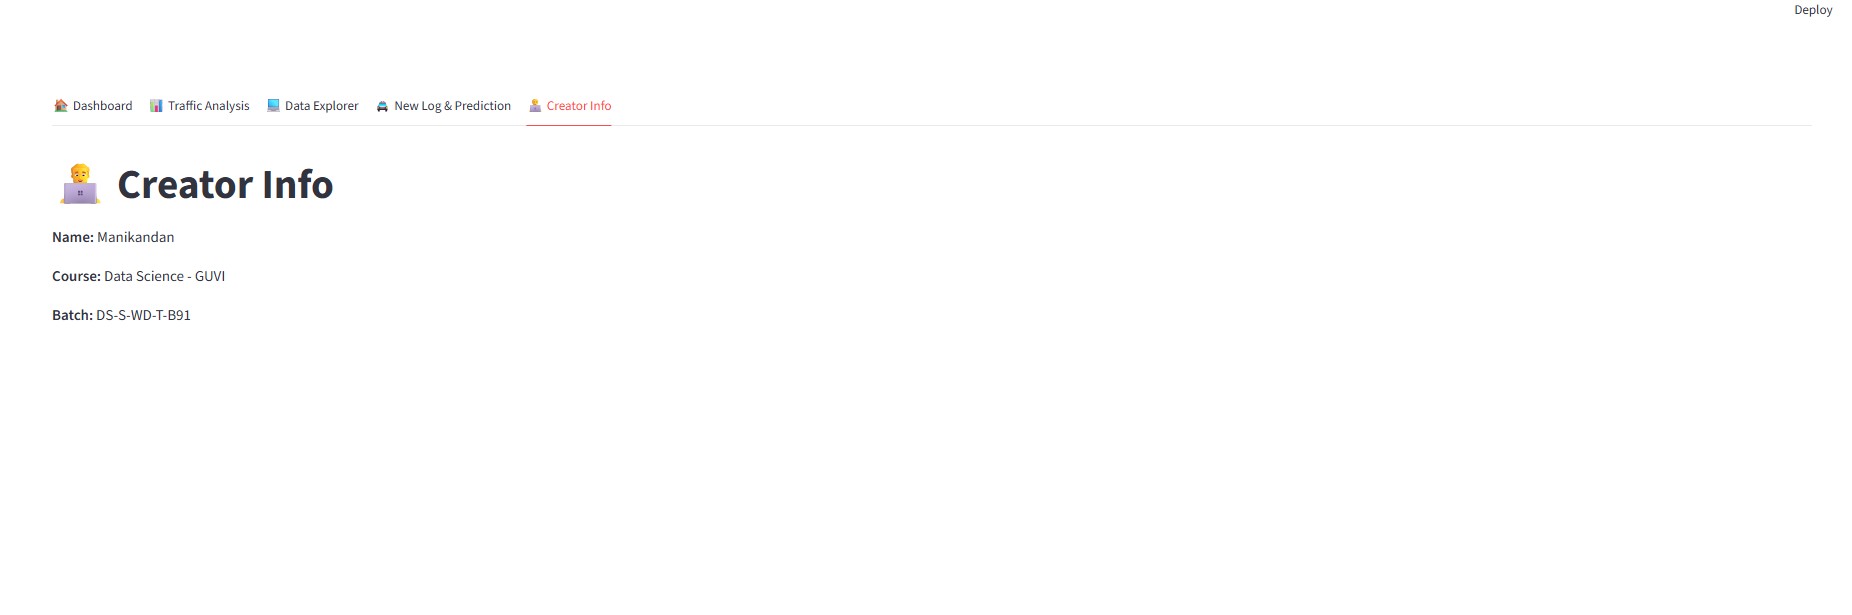 Deploy
Dashboard Traffic Analysis Data Explorer New Log & Prediction Creator Info
Creator Info
Name: Manikandan
Course: Data Science - GUVI
Batch: DS-S-WD-T-B91